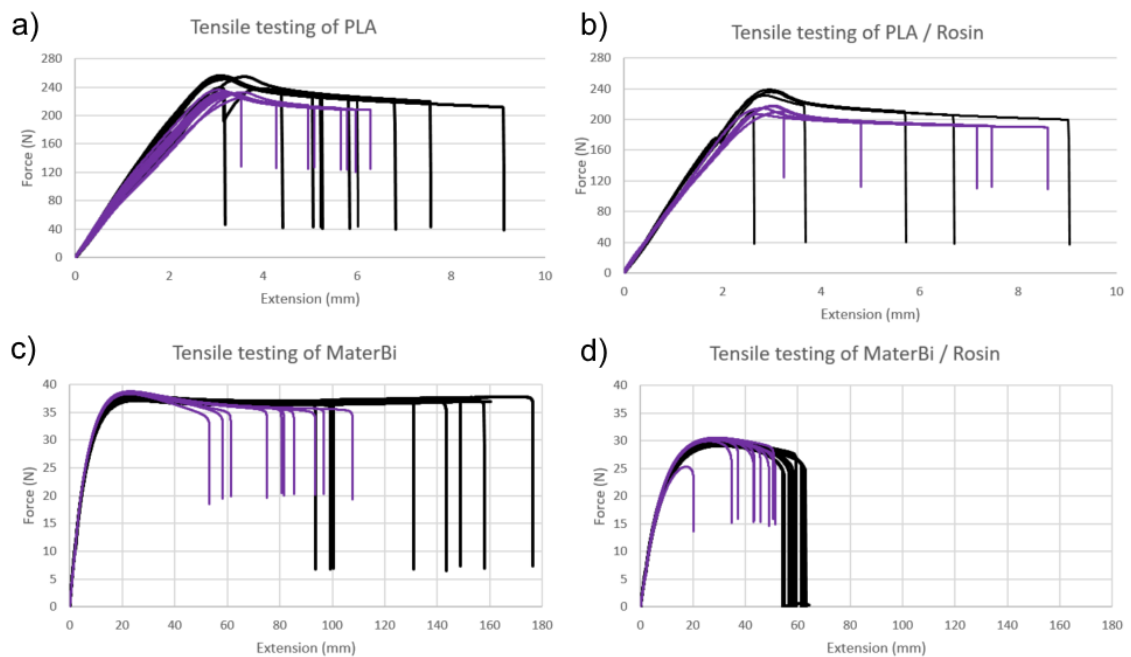 a)
Tensile testing of PLA
280
240
200
160
120
80
40
0
Force (N)
0 2 4 6 8 10
Extension (mm)
b)
Tensile testing of PLA / Rosin
280
240
200
160
120
80
40
0
Force (N)
0 2 4 6 8 10
Extension (mm)
c)
Tensile testing of MaterBi
40
35
30
25
20
15
10
5
0
Force (N)
0 20 40 60 80 100 120 140 160 180
Extension (mm)
d)
Tensile testing of MaterBi / Rosin
40
35
30
25
20
15
10
5
0
Force (N)
0 20 40 60 80 100 120 140 160 180
Extension (mm)